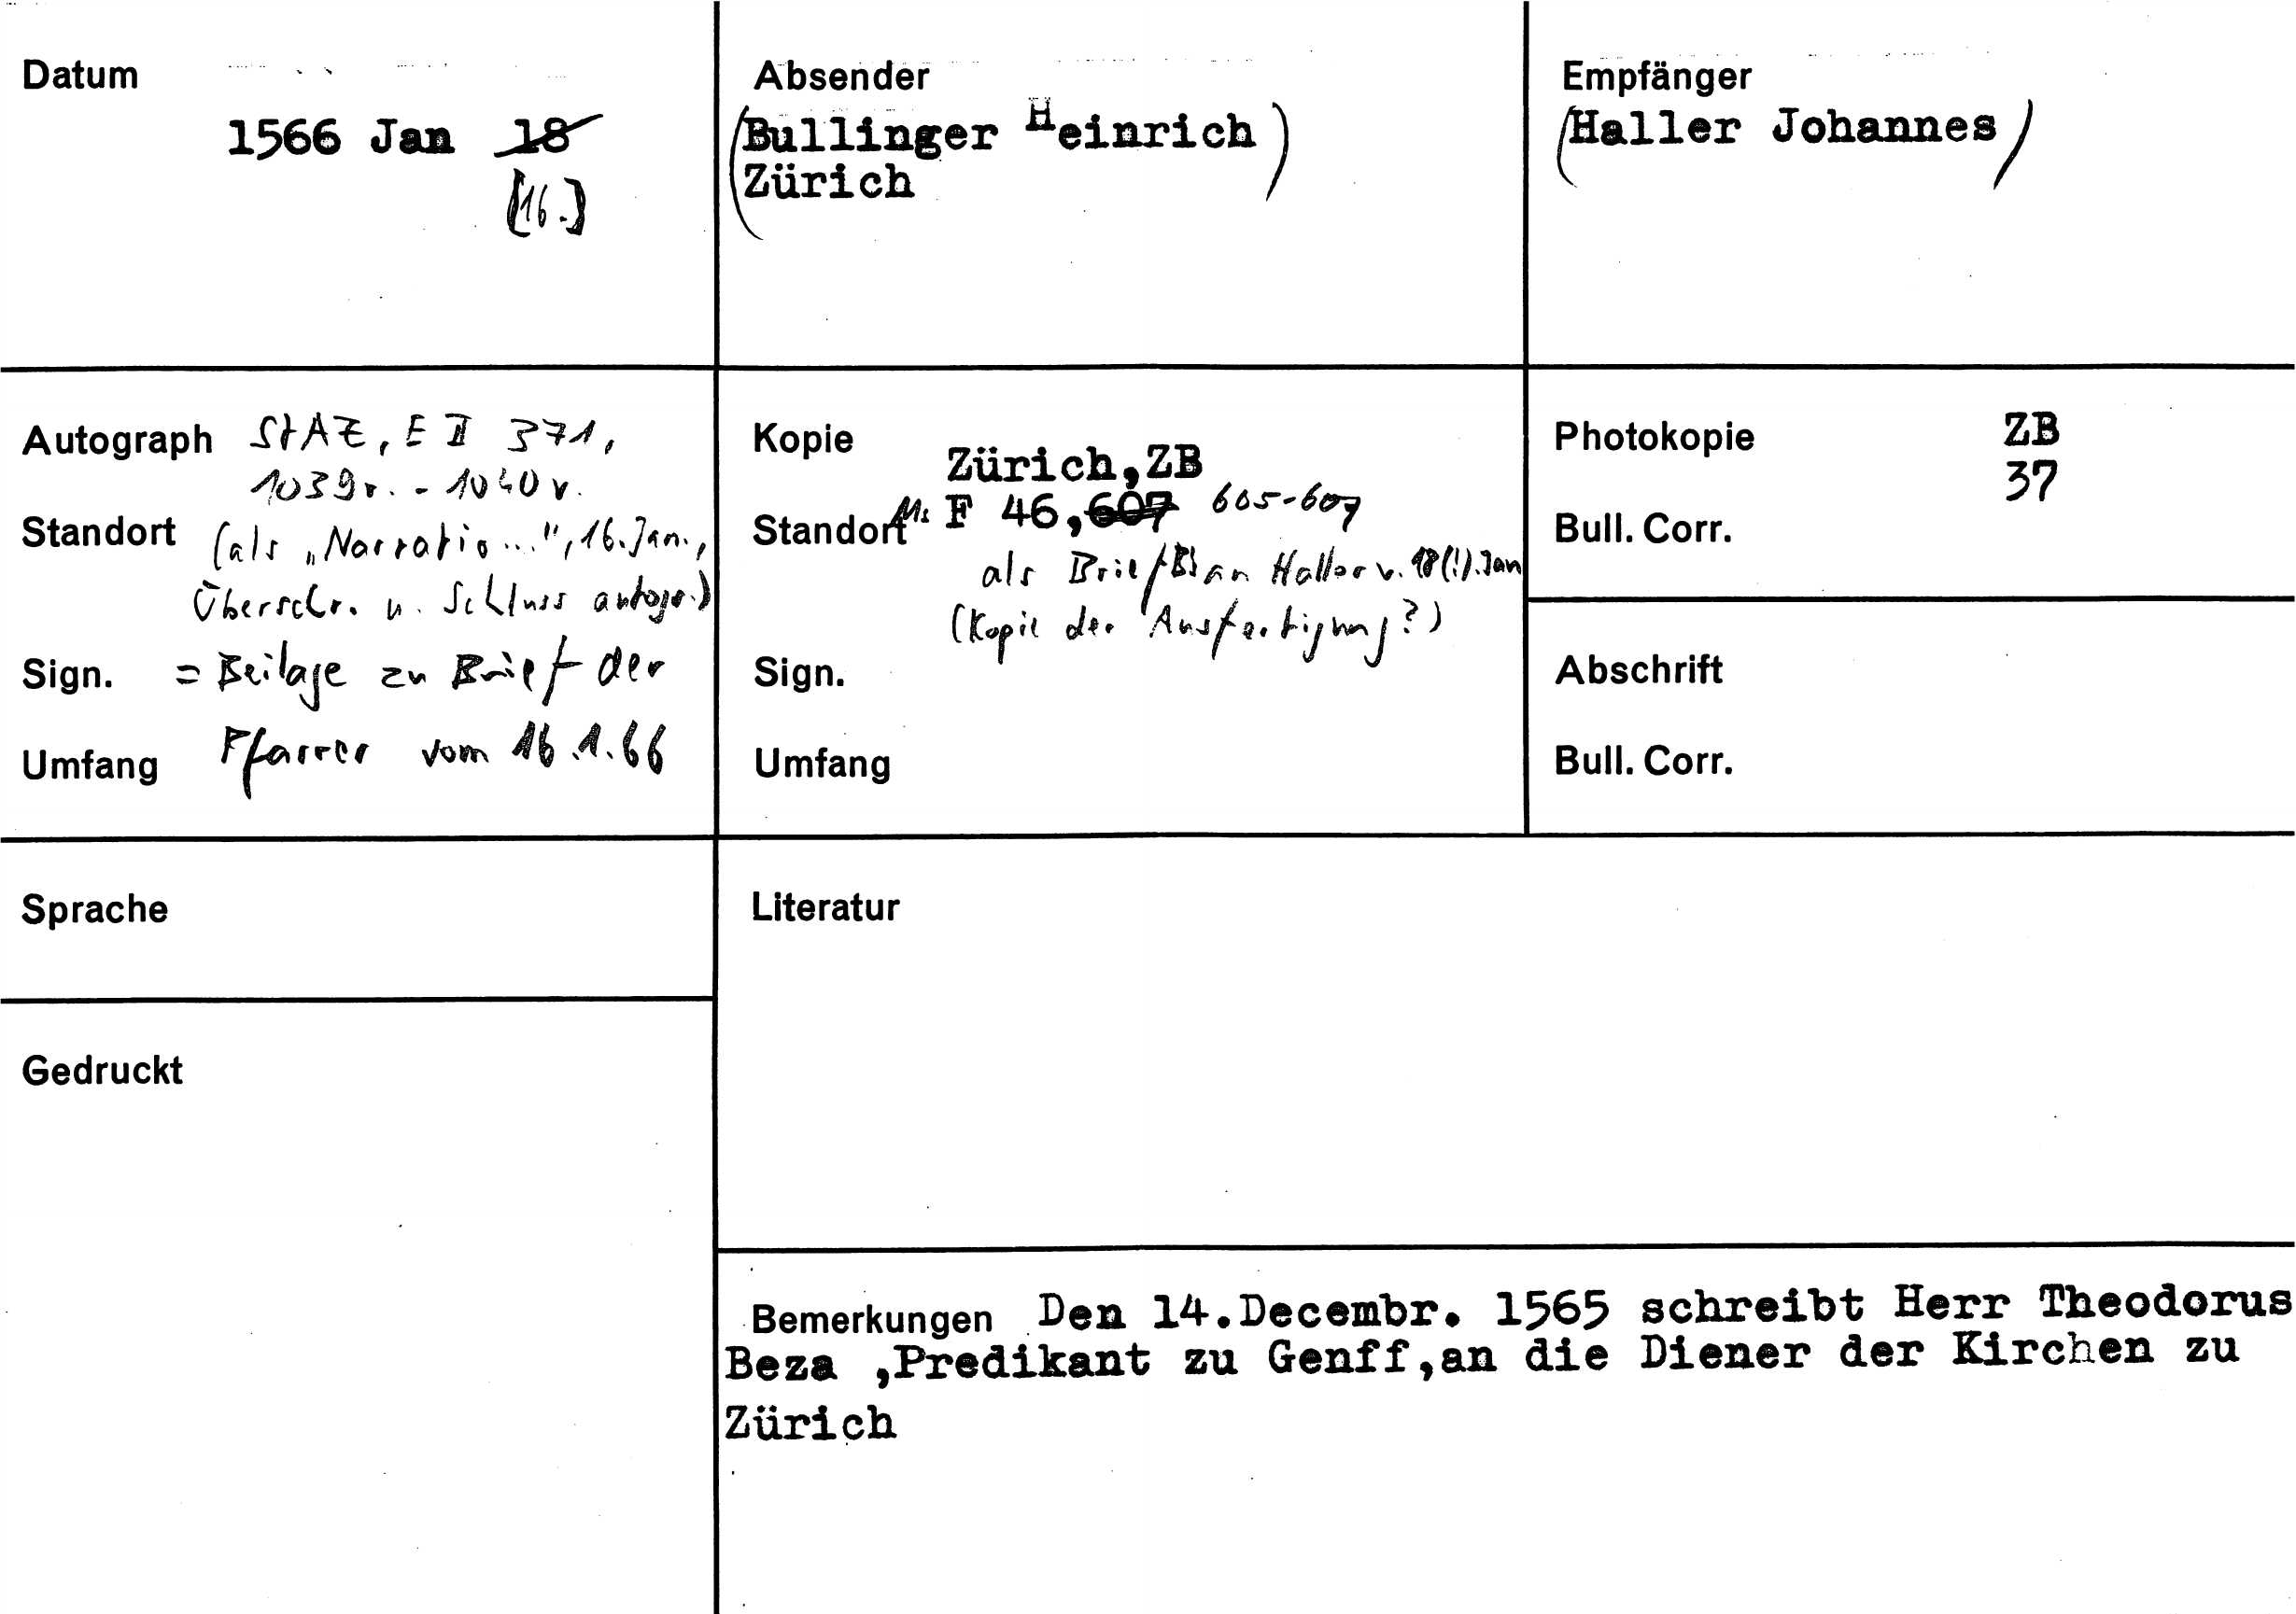 Datum
1566 Jan 18
[16.]
Absender
(Bullinger Heinrich)
Zürich
Empfänger
(Haller Johannes)
Autograph StAZ, E II 371,
1039r. - 1040v.
Standort (als "Narratio...", 16. Jan.,
Überschr. u. Schluss autogr.)
Sign. = Beilage zu Brief der
Umfang Pfarrer vom 16.1.66
Kopie
Zürich,ZB
Standort Ms F 46,607 605-607
als Brief Bs an Haller v. 18(!). Jan
(Kopie der Ausfertigung?)
Sign.
Umfang
Photokopie ZB
37
Bull. Corr.
Abschrift
Bull. Corr.
Sprache
Literatur
Gedruckt
Bemerkungen Den 14.Decembr. 1565 schreibt Herr Theodorus
Beza ,Predikant zu Genff,an die Diener der Kirchen zu
Zürich